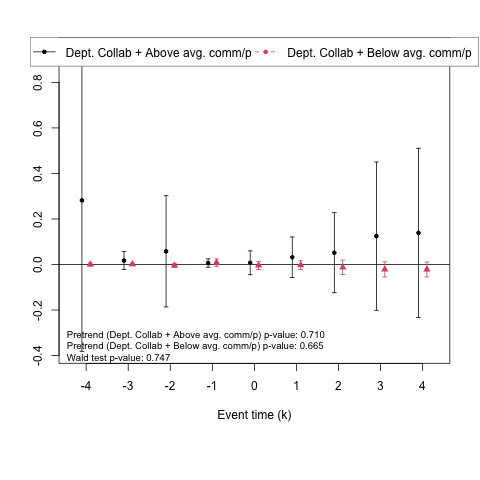 Dept. Collab + Above avg. comm/p Dept. Collab + Below avg. comm/p
0.8
0.6
0.4
0.2
0.0
-0.2
-0.4
Pretrend (Dept. Collab + Above avg. comm/p) p-value: 0.710
Pretrend (Dept. Collab + Below avg. comm/p) p-value: 0.665
Wald test p-value: 0.747
-4 -3 -2 -1 0 1 2 3 4
Event time (k)